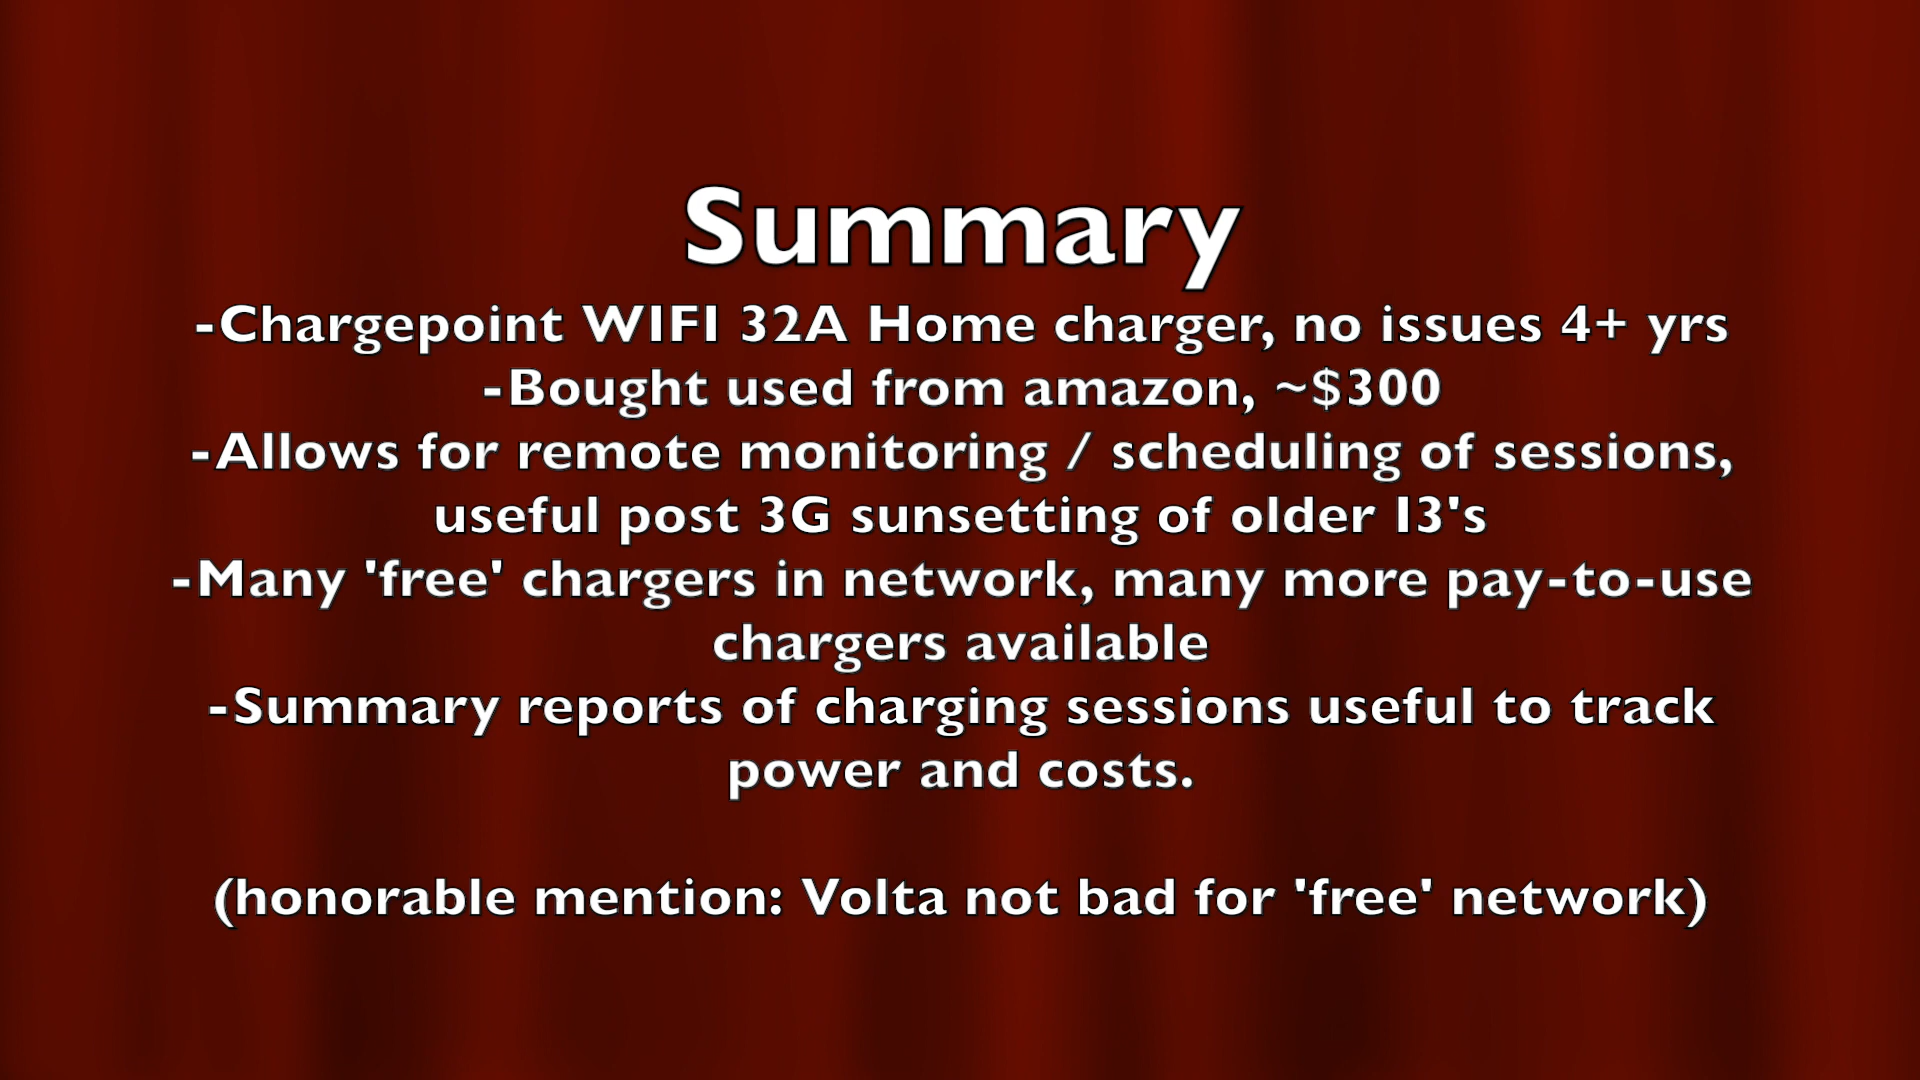 Summary
-Chargepoint WIFI 32A Home charger, no issues 4+ yrs
-Bought used from amazon, ~$300
-Allows for remote monitoring / scheduling of sessions,
useful post 3G sunsetting of older I3's
-Many 'free' chargers in network, many more pay-to-use
chargers available
-Summary reports of charging sessions useful to track
power and costs.
(honorable mention: Volta not bad for 'free' network)